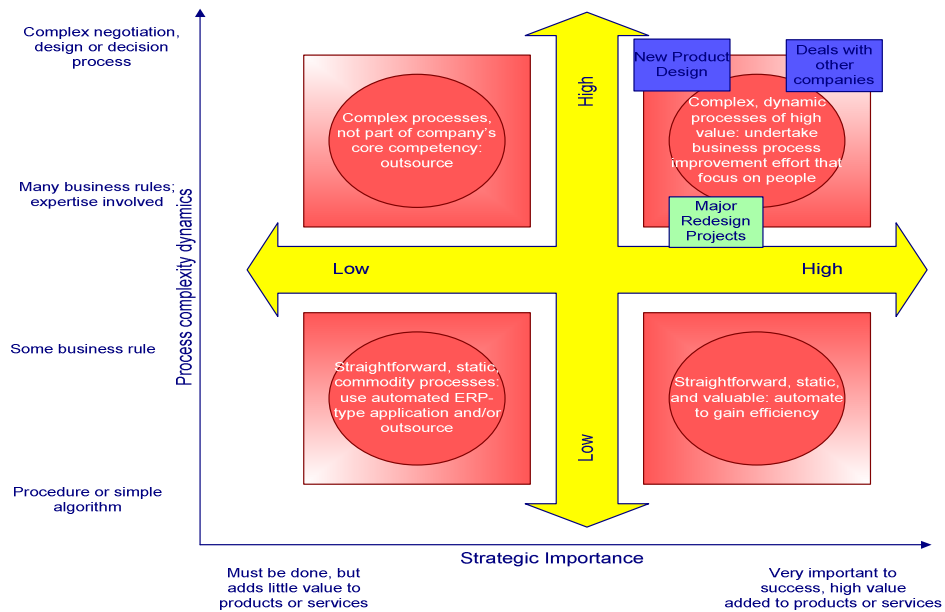 Complex negotiation,
design or decision
process
Many business rules;
expertise involved
Some business rule
Procedure or simple
algorithm
Process complexity dynamics
High
Low
Low
High
Complex processes,
not part of company's
core competency:
outsource
New Product
Design
Deals with
other
companies
Complex, dynamic
processes of high
value: undertake
business process
improvement effort that
focus on people
Major
Redesign
Projects
Straightforward, static,
commodity processes:
use automated ERP-
type application and/or
outsource
Straightforward, static,
and valuable: automate
to gain efficiency
Strategic Importance
Must be done, but
adds little value to
products or services
Very important to
success, high value
added to products or services